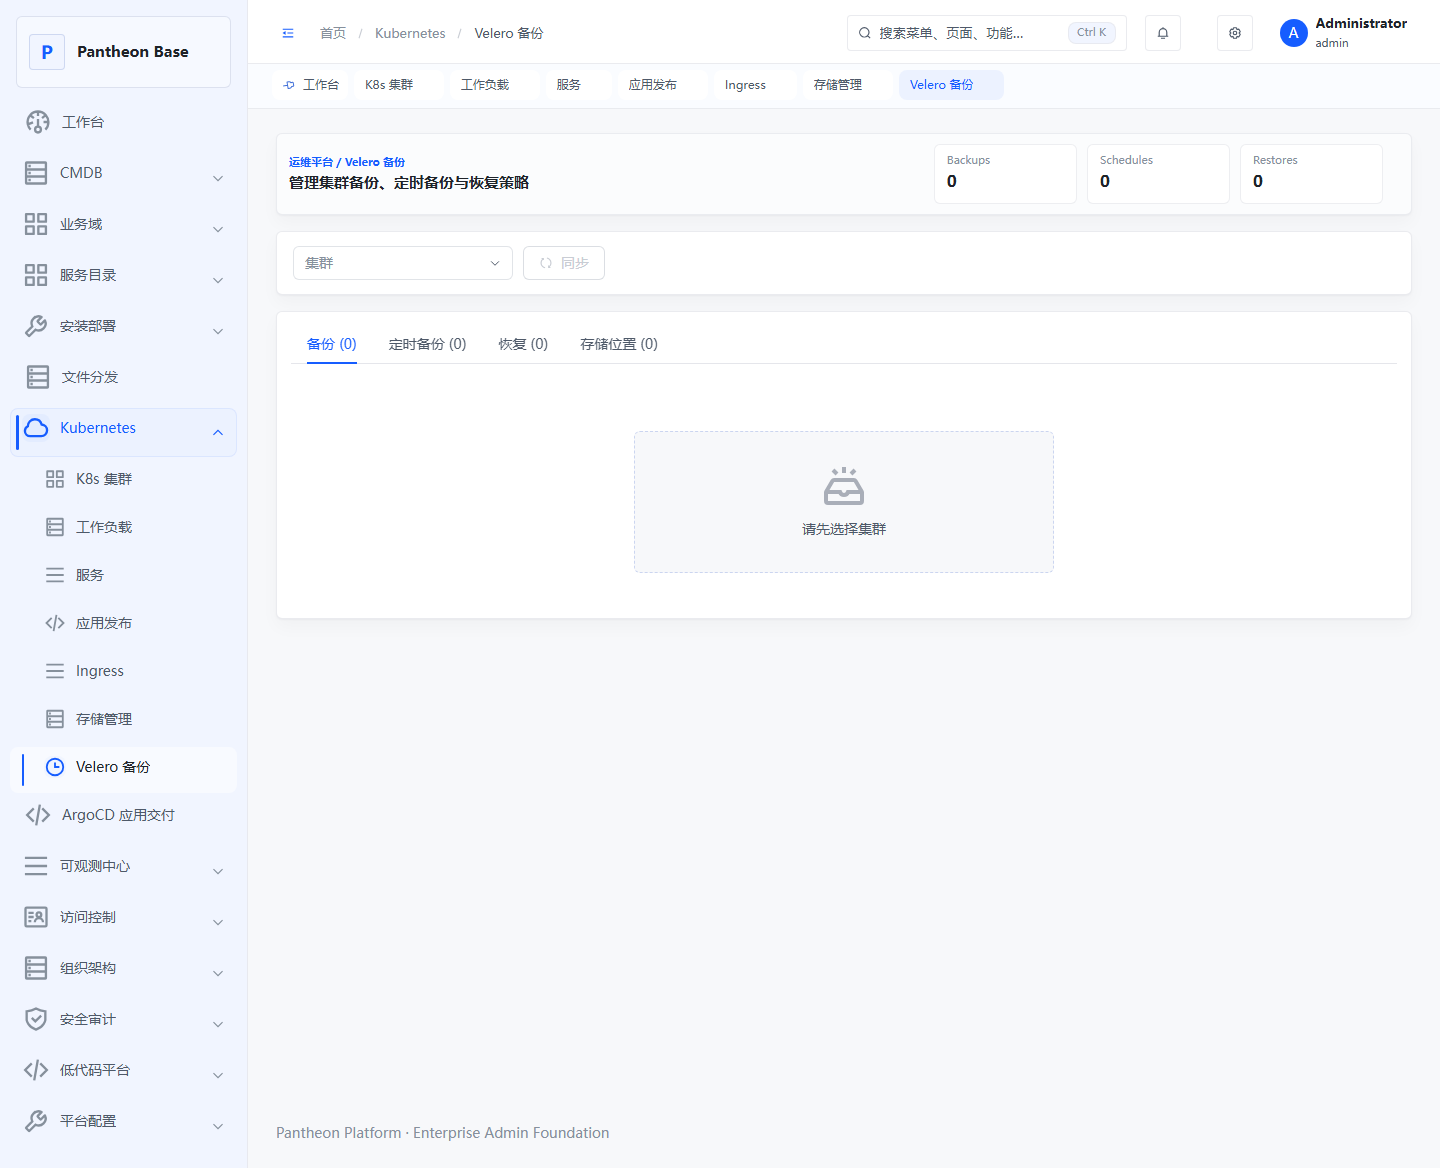 P
Pantheon Base
工作台
CMDB
业务域
服务目录
安装部署
文件分发
Kubernetes
K8s 集群
工作负载
服务
应用发布
Ingress
存储管理
Velero 备份
ArgoCD 应用交付
可观测中心
访问控制
组织架构
安全审计
低代码平台
平台配置
首页 / Kubernetes / Velero 备份
搜索菜单、页面、功能...
Ctrl K
A
Administrator
admin
工作台
K8s 集群
工作负载
服务
应用发布
Ingress
存储管理
Velero 备份
运维平台 / Velero 备份
管理集群备份、定时备份与恢复策略
Backups
0
Schedules
0
Restores
0
集群
同步
备份 (0)
定时备份 (0)
恢复 (0)
存储位置 (0)
请先选择集群
Pantheon Platform · Enterprise Admin Foundation